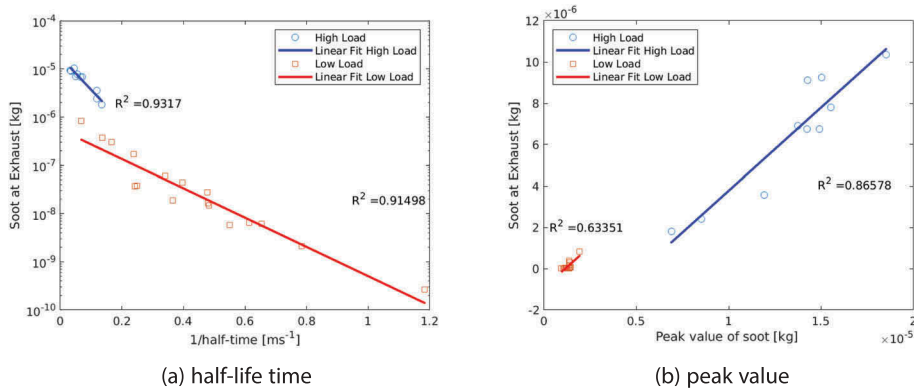 10^-4
10^-5
10^-6
10^-7
10^-8
10^-9
10^-10
Soot at Exhaust [kg]
High Load
Linear Fit High Load
Low Load
Linear Fit Low Load
R² =0.9317
R² =0.91498
0 0.2 0.4 0.6 0.8 1 1.2
1/half-time [ms⁻¹]
(a) half-life time
12 ×10^-6
10
8
6
4
2
0
-2
Soot at Exhaust [kg]
High Load
Linear Fit High Load
Low Load
Linear Fit Low Load
R² =0.86578
R² =0.63351
0 0.5 1 1.5 2
Peak value of soot [kg] ×10^-5
(b) peak value